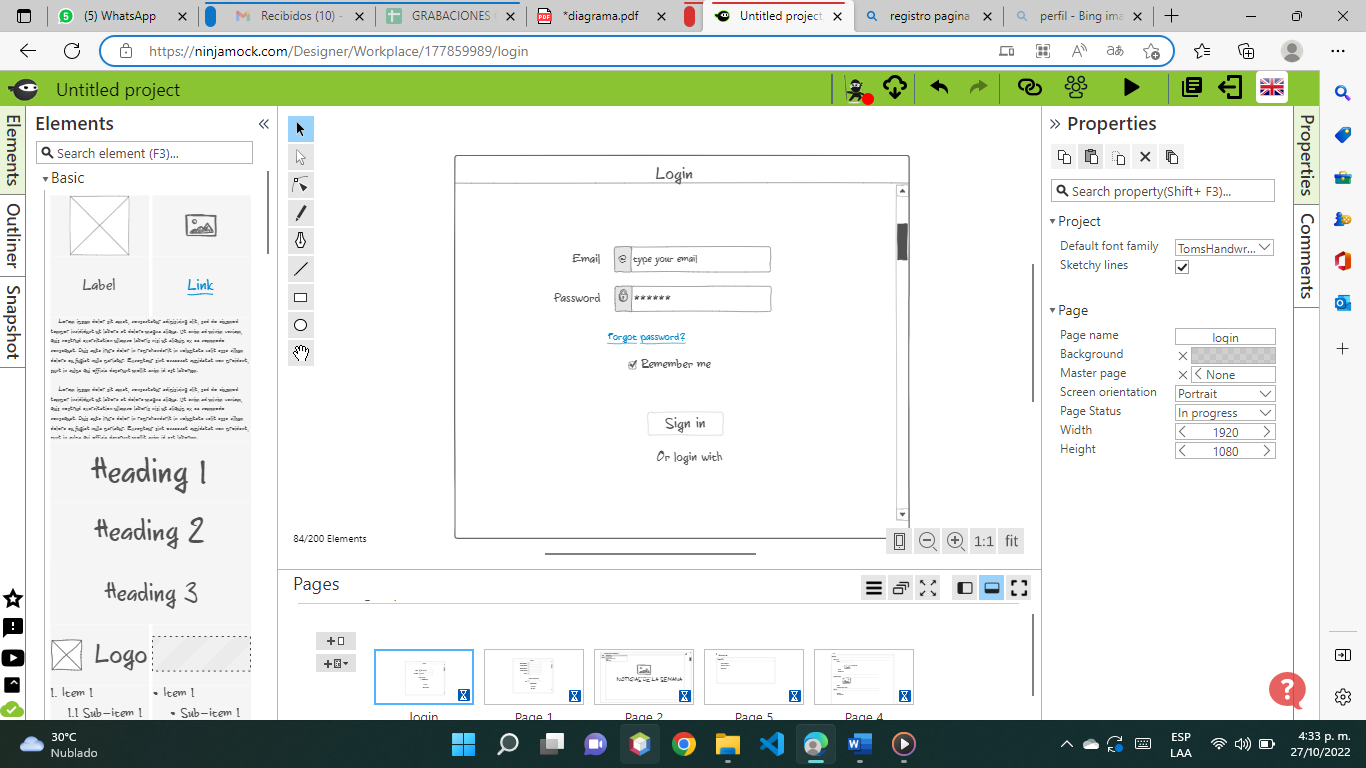 (5) WhatsApp
Recibidos (10) -
GRABACIONES
*diagrama.pdf
Untitled project
registro pagina
perfil - Bing ima
https://ninjamock.com/Designer/Workplace/177859989/login
Untitled project
Elements
Outliner
Snapshot
Elements
Search element (F3)...
Basic
Label
Link
Heading 1
Heading 2
Heading 3
Logo
1. Item 1
1.1 Sub-item 1
• Item 1
• Sub-item 1
Login
Email
@ type your email
Password
******
Forgot password?
Remember me
Sign in
Or login with
84/200 Elements
1:1
fit
Pages
login
Page 1
NOTICIAS DE LA SEMANA
Page 2
Page 5
Page 4
Properties
Search property(Shift+ F3)...
Project
Default font family
TomsHandwr...
Sketchy lines
Page
Page name
login
Background
Master page
None
Screen orientation
Portrait
Page Status
In progress
Width
1920
Height
1080
Properties
Comments
?
30°C
Nublado
ESP
LAA
4:33 p. m.
27/10/2022